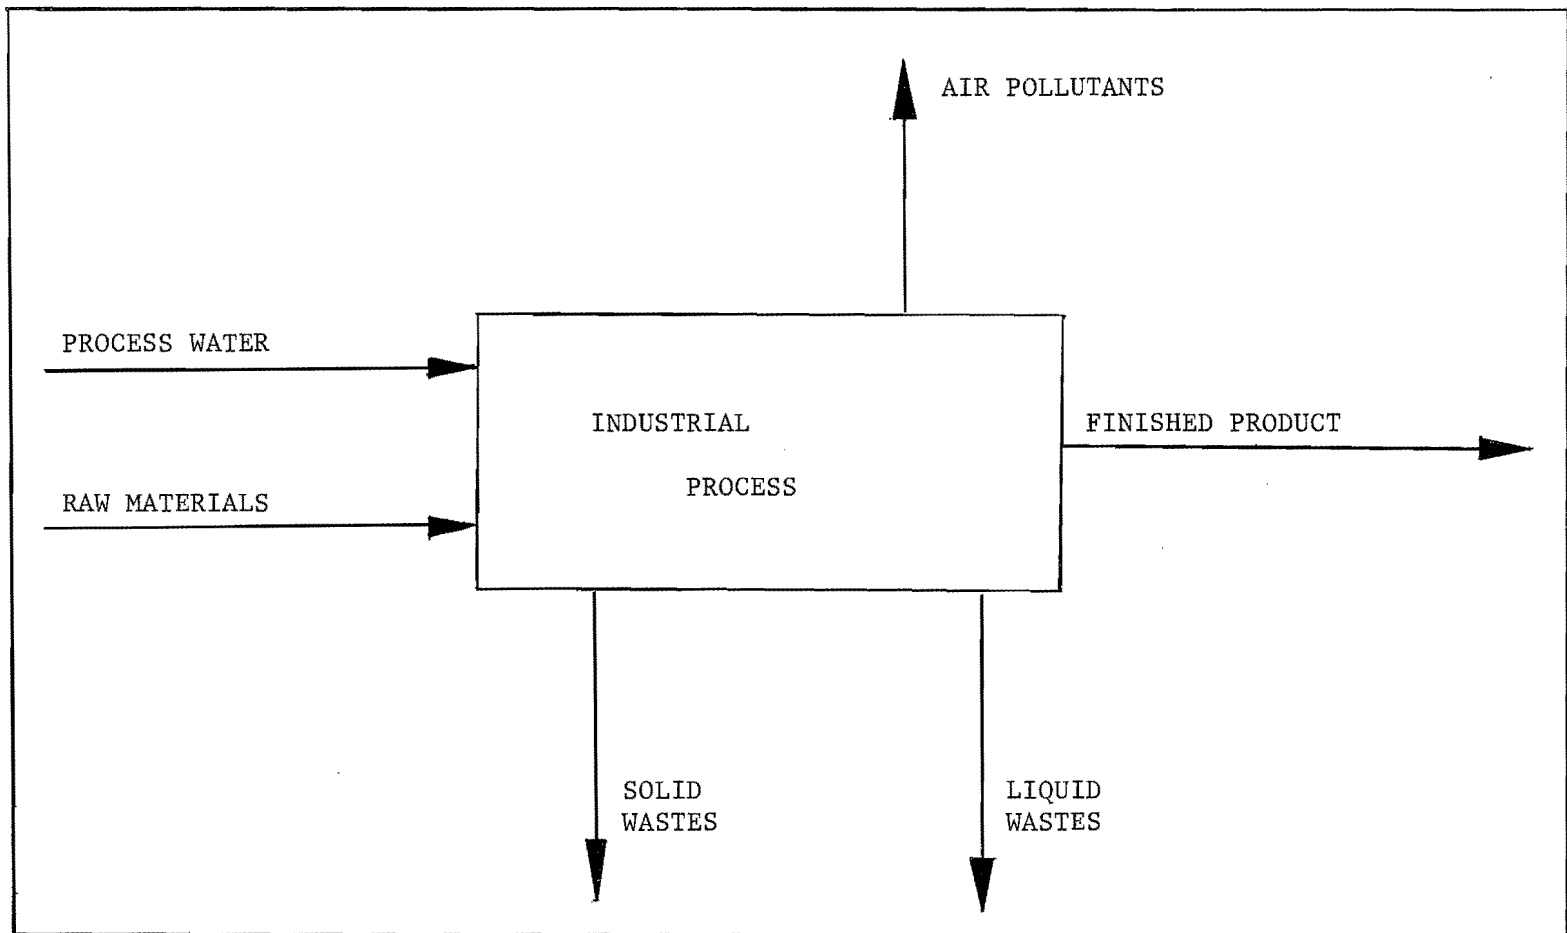 AIR POLLUTANTS
PROCESS WATER
INDUSTRIAL
PROCESS
FINISHED PRODUCT
RAW MATERIALS
SOLID
WASTES
LIQUID
WASTES